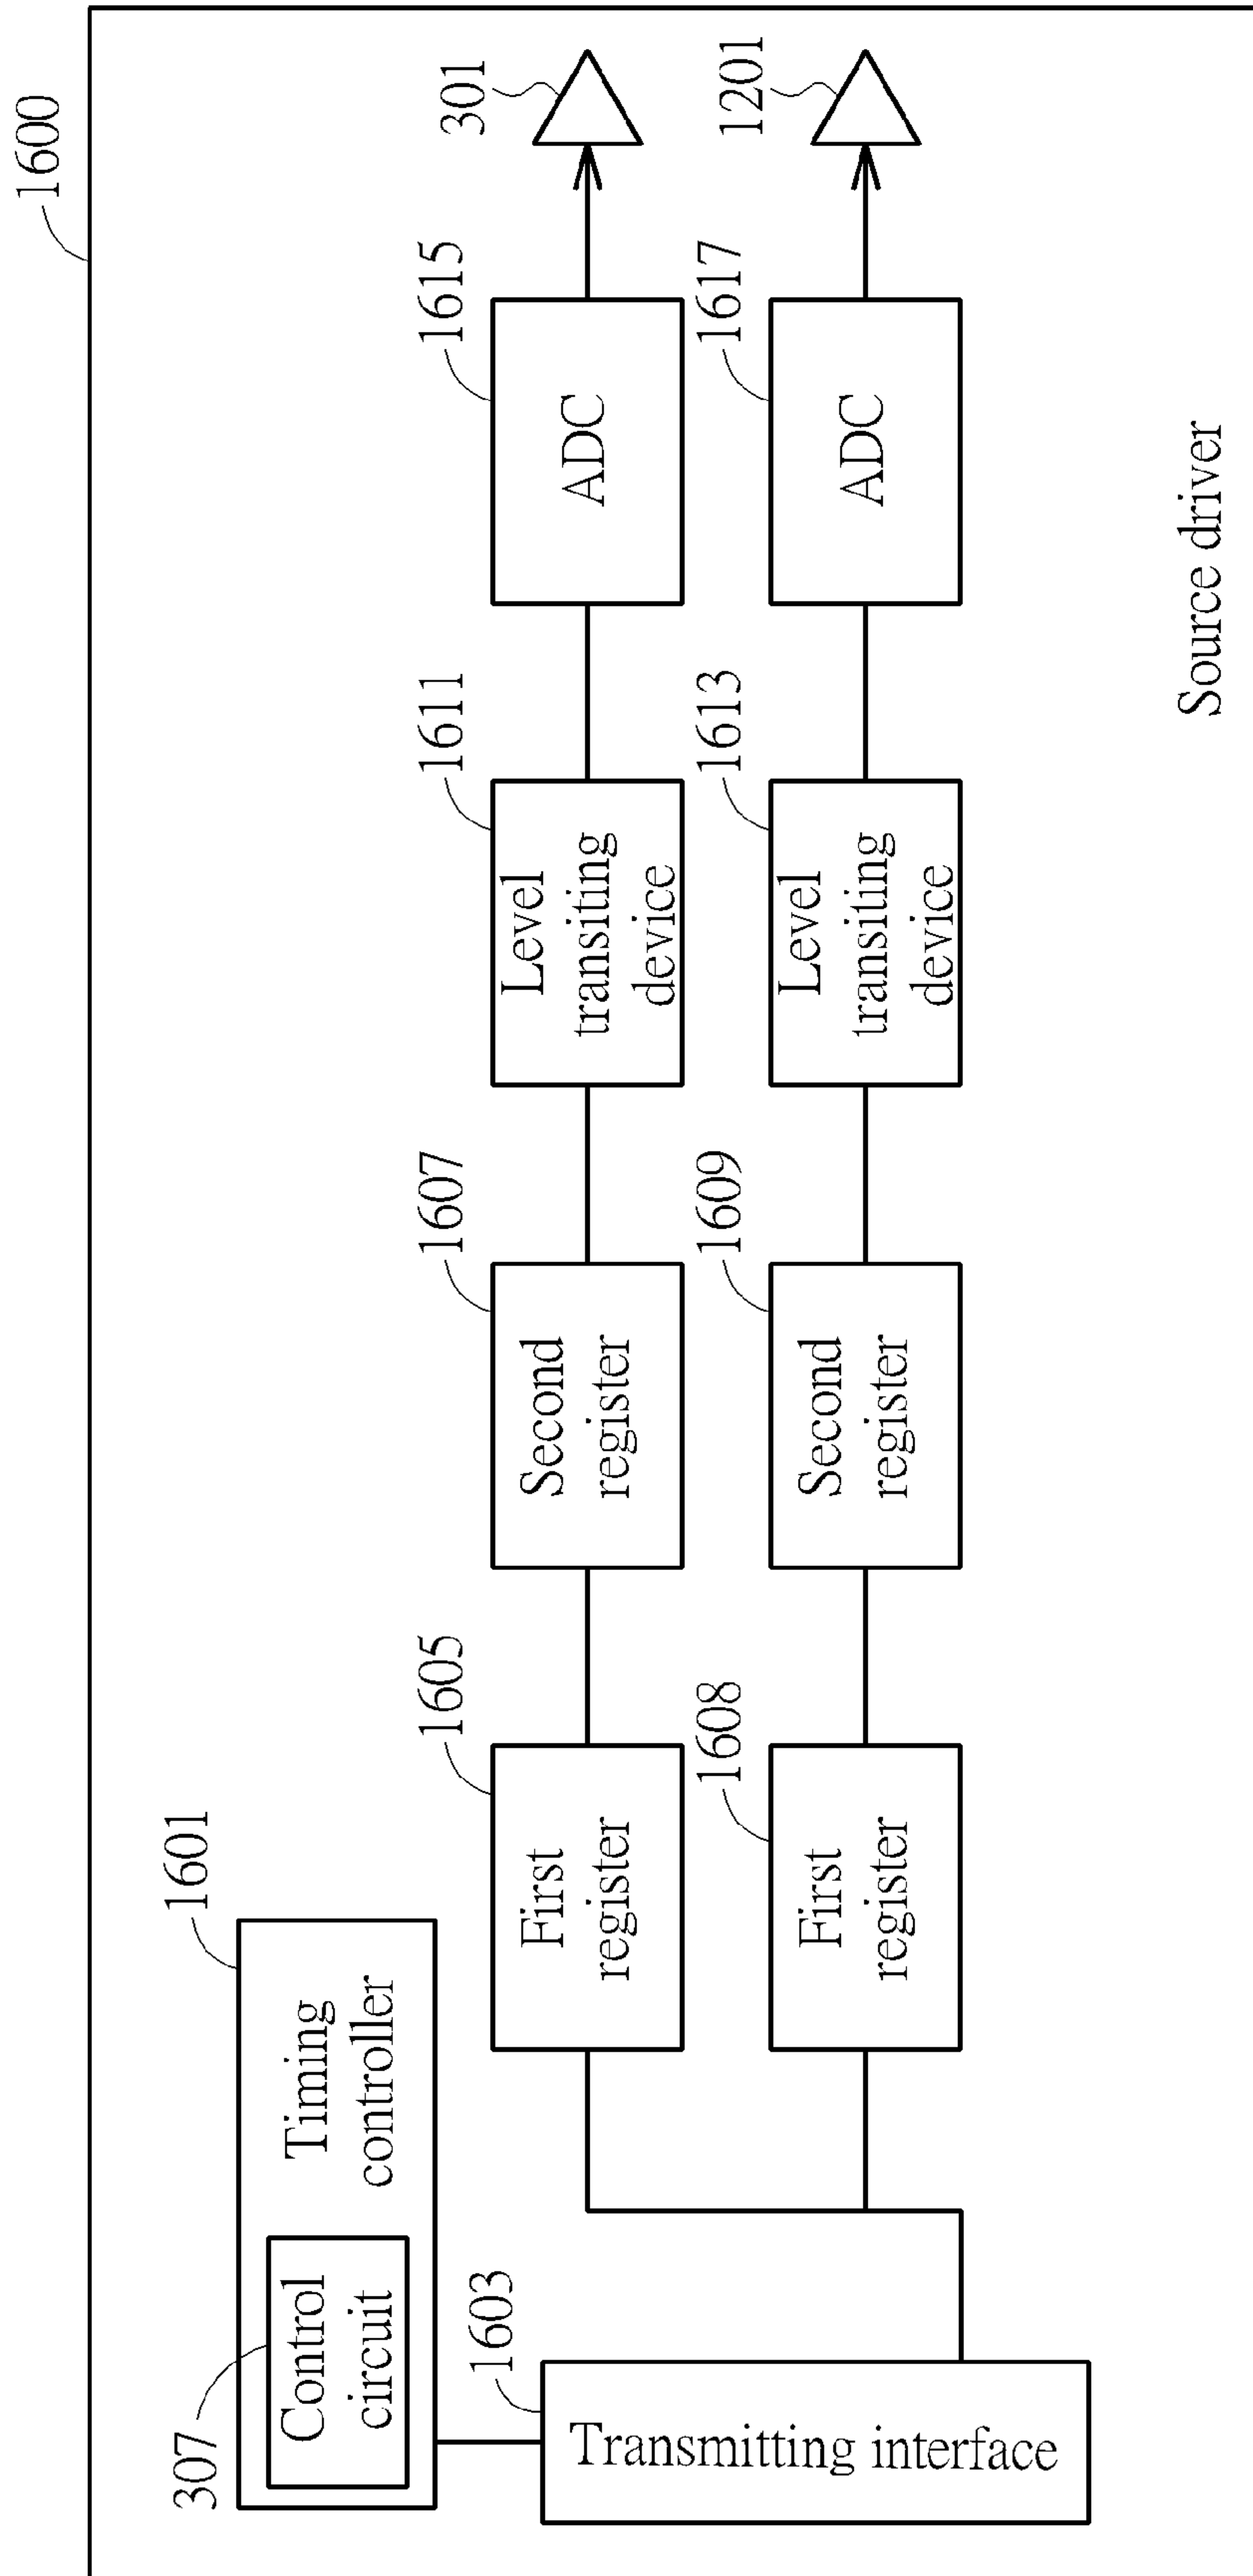 1600
1601
307
Control
circuit
Timing
controller
1603
Transmitting interface
1605
First
register
1607
Second
register
1611
Level
transiting
device
1615
ADC
301
1608
First
register
1609
Second
register
1613
Level
transiting
device
1617
ADC
1201
Source driver